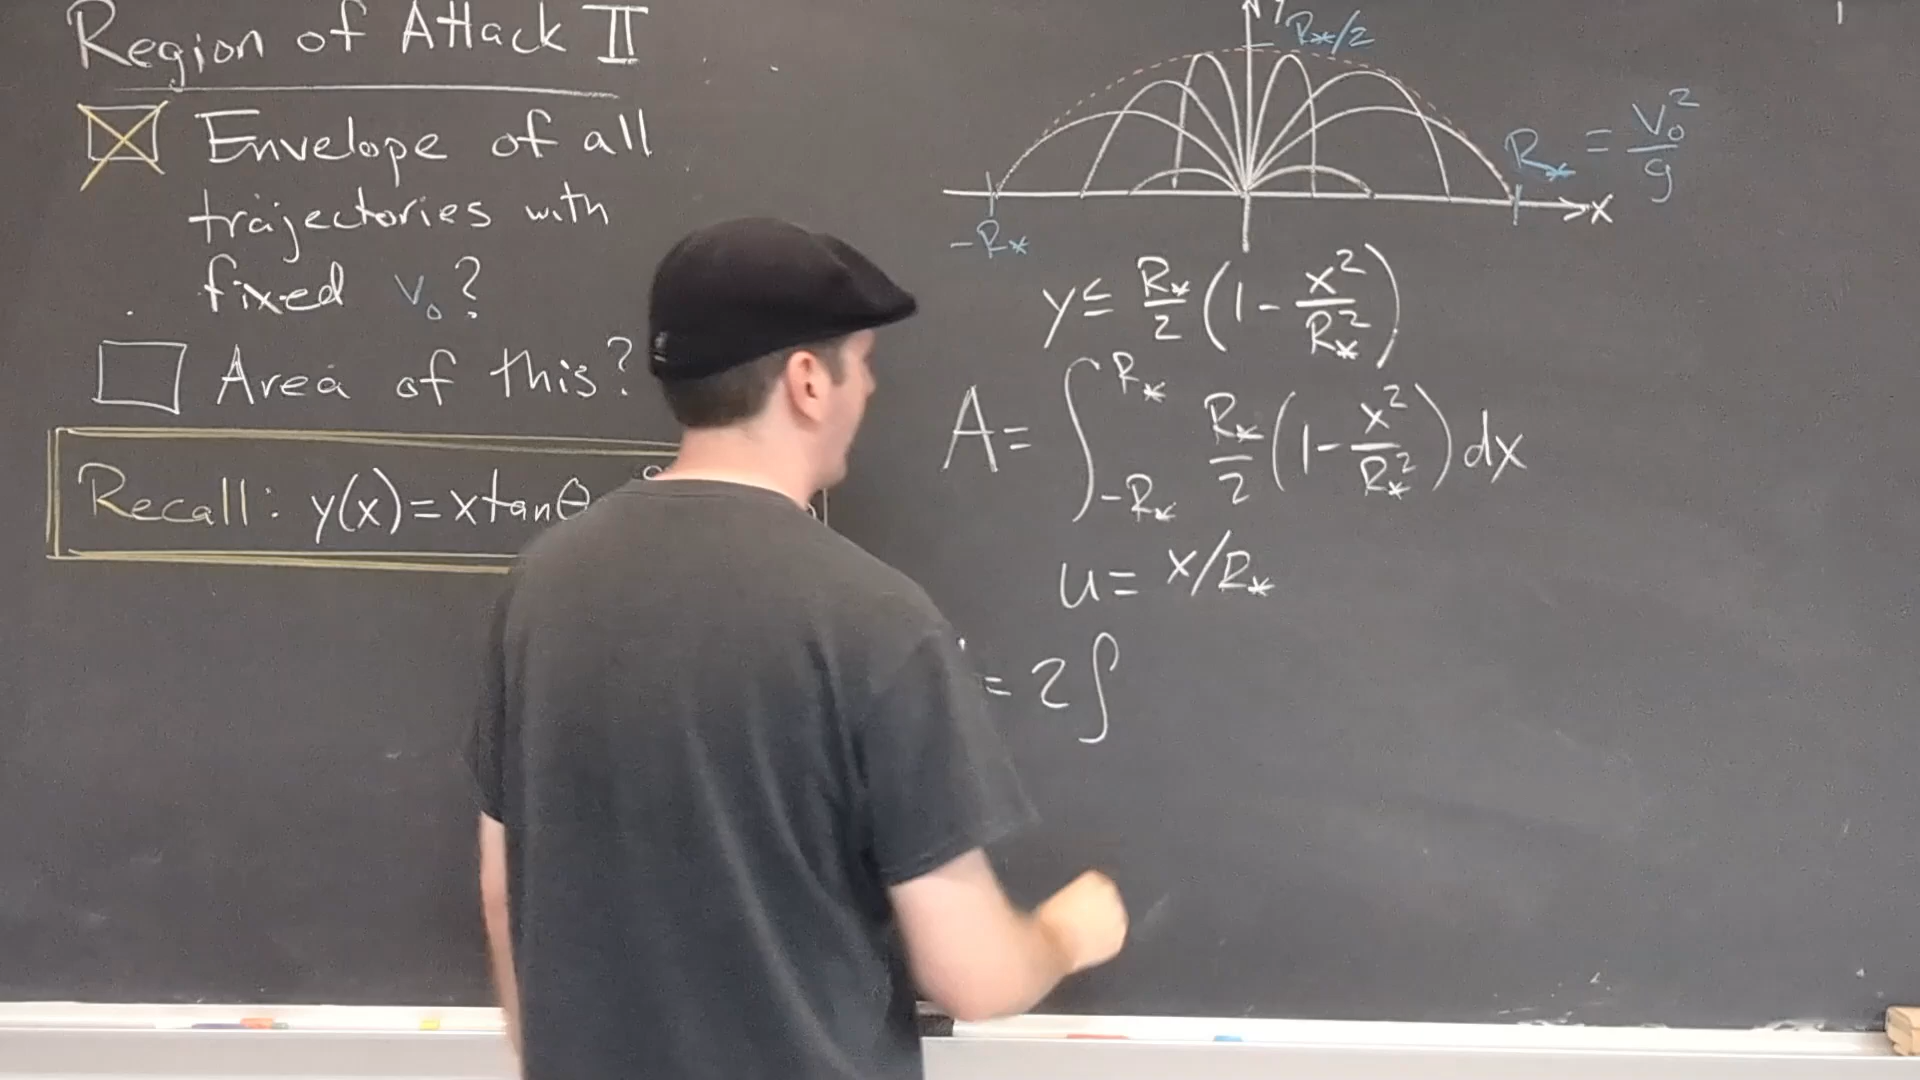 Region of Attack II
Envelope of all
trajectories with
fixed v₀?
Area of this?
Recall: y(x) = x tanθ
y
R*/2
R* = v₀²/g
x
-R*
y ≤ R*/2 (1 - x²/R*²)
A = ∫_{-R*}^{R*} R*/2 (1 - x²/R*²) dx
u = x/R*
= 2∫